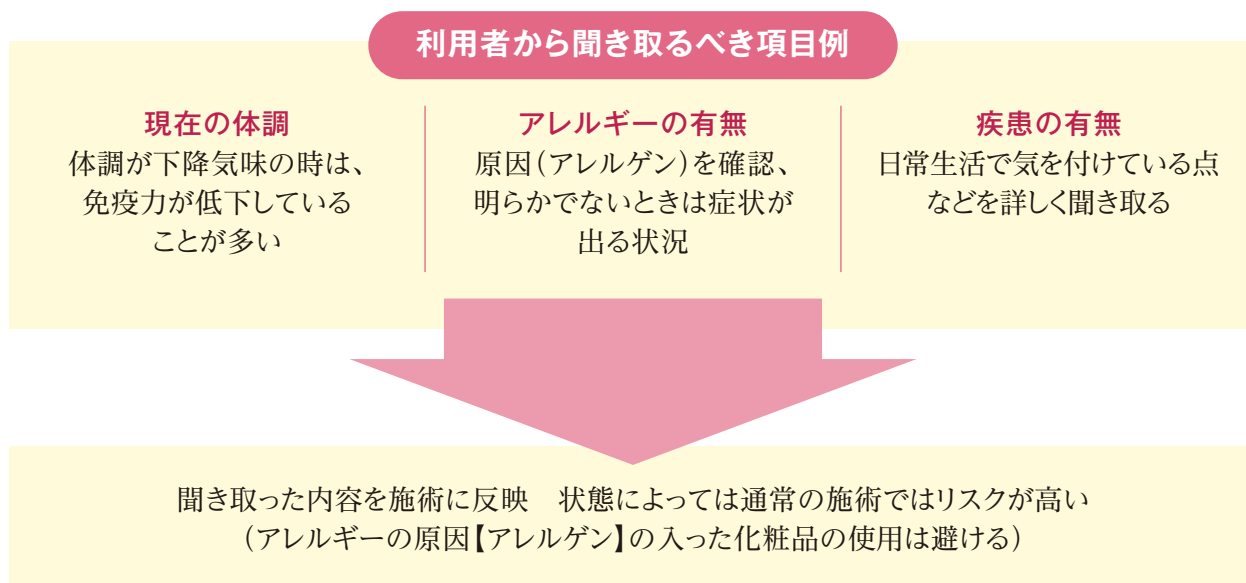 利用者から聞き取るべき項目例
現在の体調
体調が下降気味の時は、
免疫力が低下している
ことが多い
アレルギーの有無
原因(アレルゲン)を確認、
明らかでないときは症状が
出る状況
疾患の有無
日常生活で気を付けている点
などを詳しく聞き取る
聞き取った内容を施術に反映　状態によっては通常の施術ではリスクが高い
(アレルギーの原因【アレルゲン】の入った化粧品の使用は避ける)